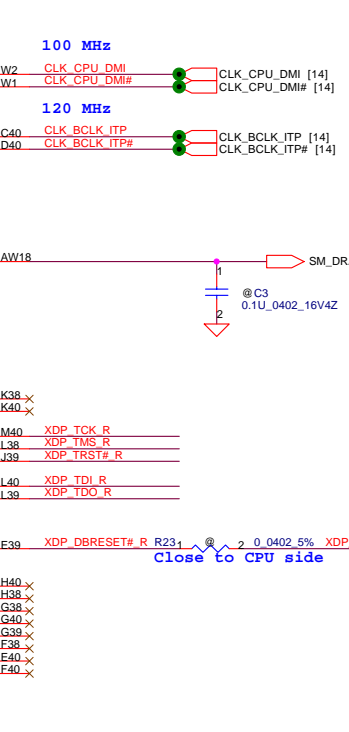 100 MHz
W2 CLK_CPU_DMI CLK_CPU_DMI [14]
W1 CLK_CPU_DMI# CLK_CPU_DMI# [14]
120 MHz
C40 CLK_BCLK_ITP CLK_BCLK_ITP [14]
D40 CLK_BCLK_ITP# CLK_BCLK_ITP# [14]
AW18 SM_DR
1
@ C3
0.1U_0402_16V4Z
2
K38
K40
M40 XDP_TCK_R
L38 XDP_TMS_R
J39 XDP_TRST#_R
L40 XDP_TDI_R
L39 XDP_TDO_R
E39 XDP_DBRESET#_R R23 1 @ 2 0_0402_5% XDP
Close to CPU side
H40
H38
G38
G40
G39
F38
E40
F40